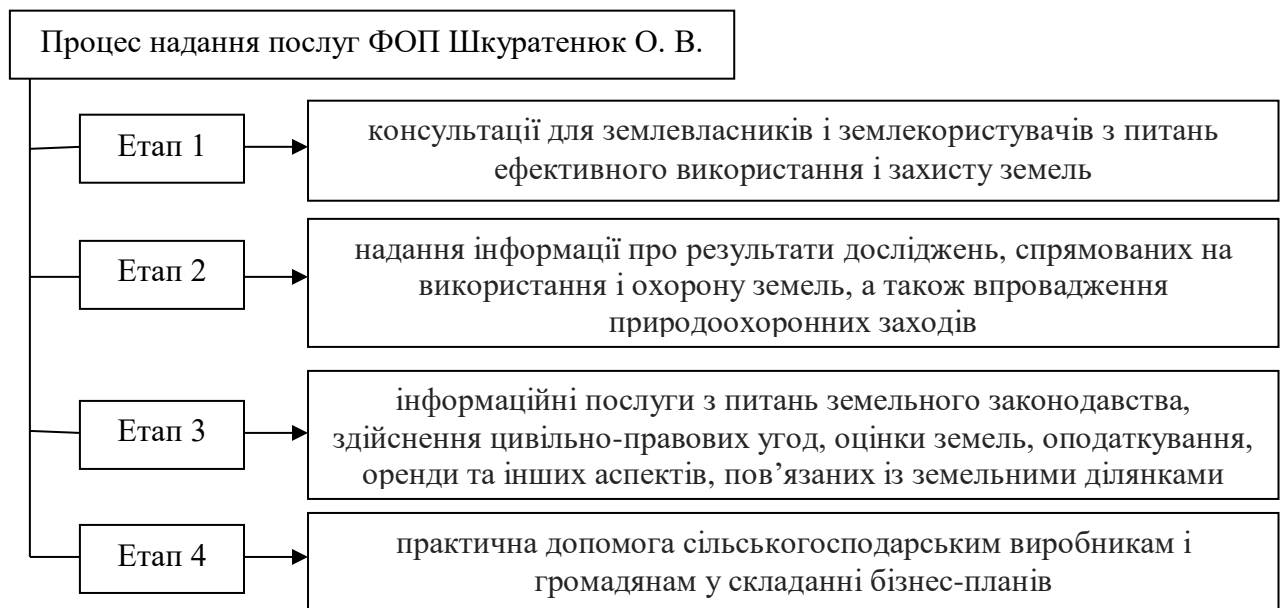 Процес надання послуг ФОП Шкуратенюк О. В.
Етап 1
консультації для землевласників і землекористувачів з питань
ефективного використання і захисту земель
Етап 2
надання інформації про результати досліджень, спрямованих на
використання і охорону земель, а також впровадження
природоохоронних заходів
Етап 3
інформаційні послуги з питань земельного законодавства,
здійснення цивільно-правових угод, оцінки земель, оподаткування,
оренди та інших аспектів, пов’язаних із земельними ділянками
Етап 4
практична допомога сільськогосподарським виробникам і
громадянам у складанні бізнес-планів